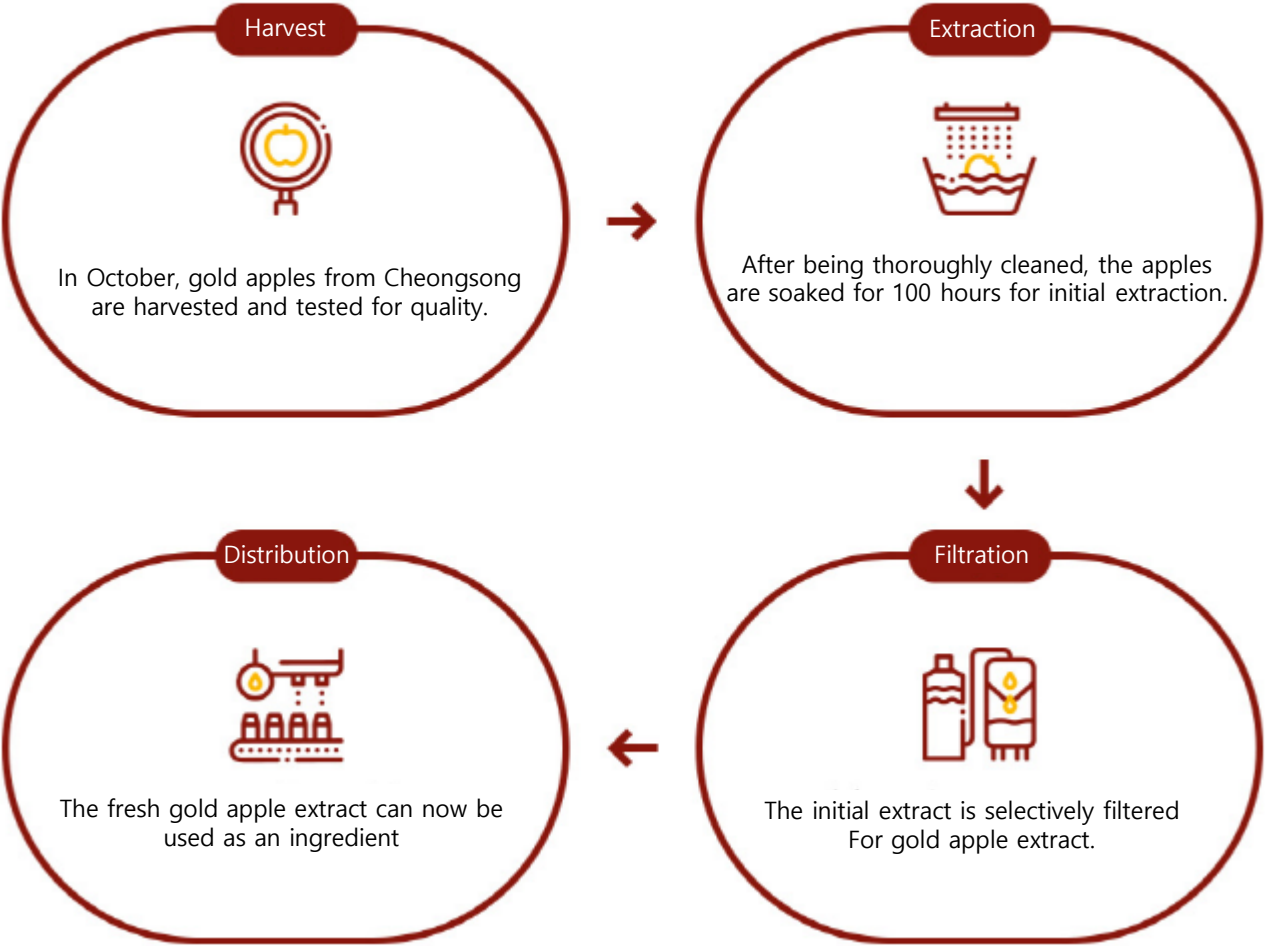 Harvest
In October, gold apples from Cheongsong
are harvested and tested for quality.
Extraction
After being thoroughly cleaned, the apples
are soaked for 100 hours for initial extraction.
Filtration
The initial extract is selectively filtered
For gold apple extract.
Distribution
The fresh gold apple extract can now be
used as an ingredient